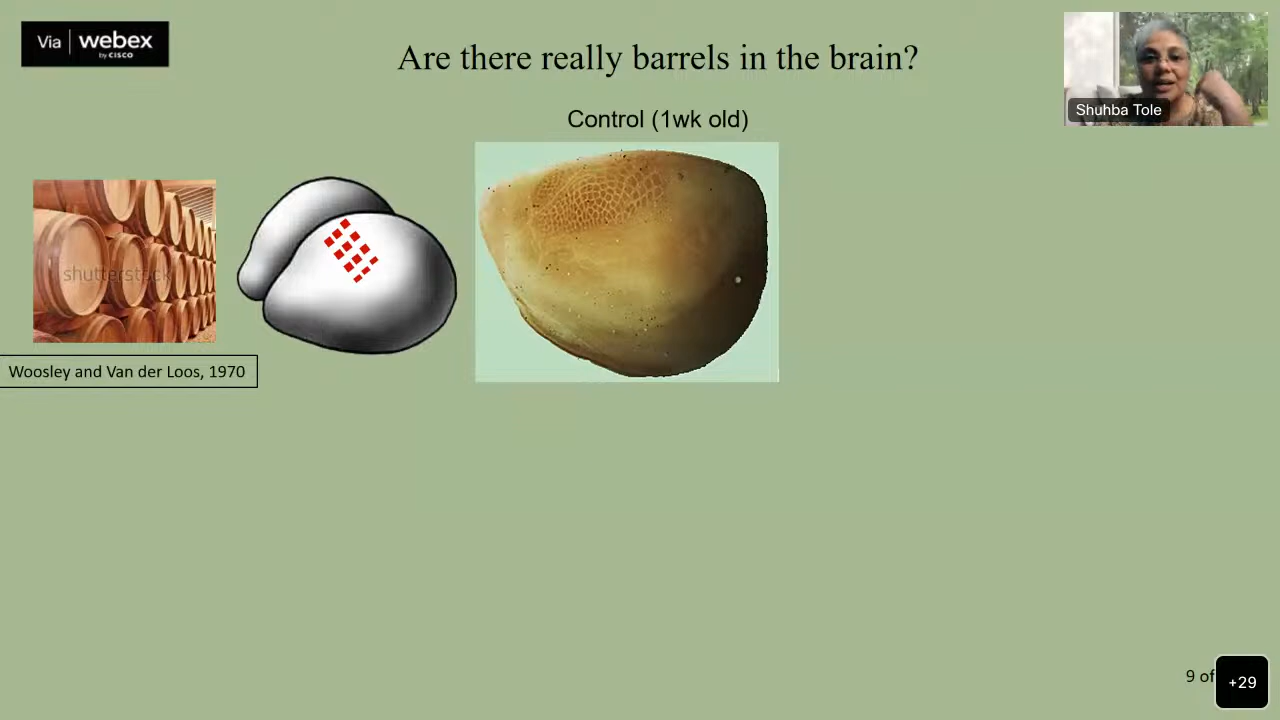 Via webex
by CISCO
Are there really barrels in the brain?
Shuhba Tole
Control (1wk old)
shutterstock
Woosley and Van der Loos, 1970
9 of
+29